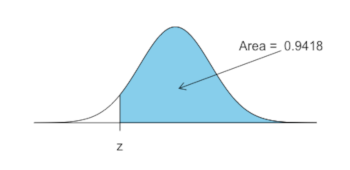 Area = 0.9418
z